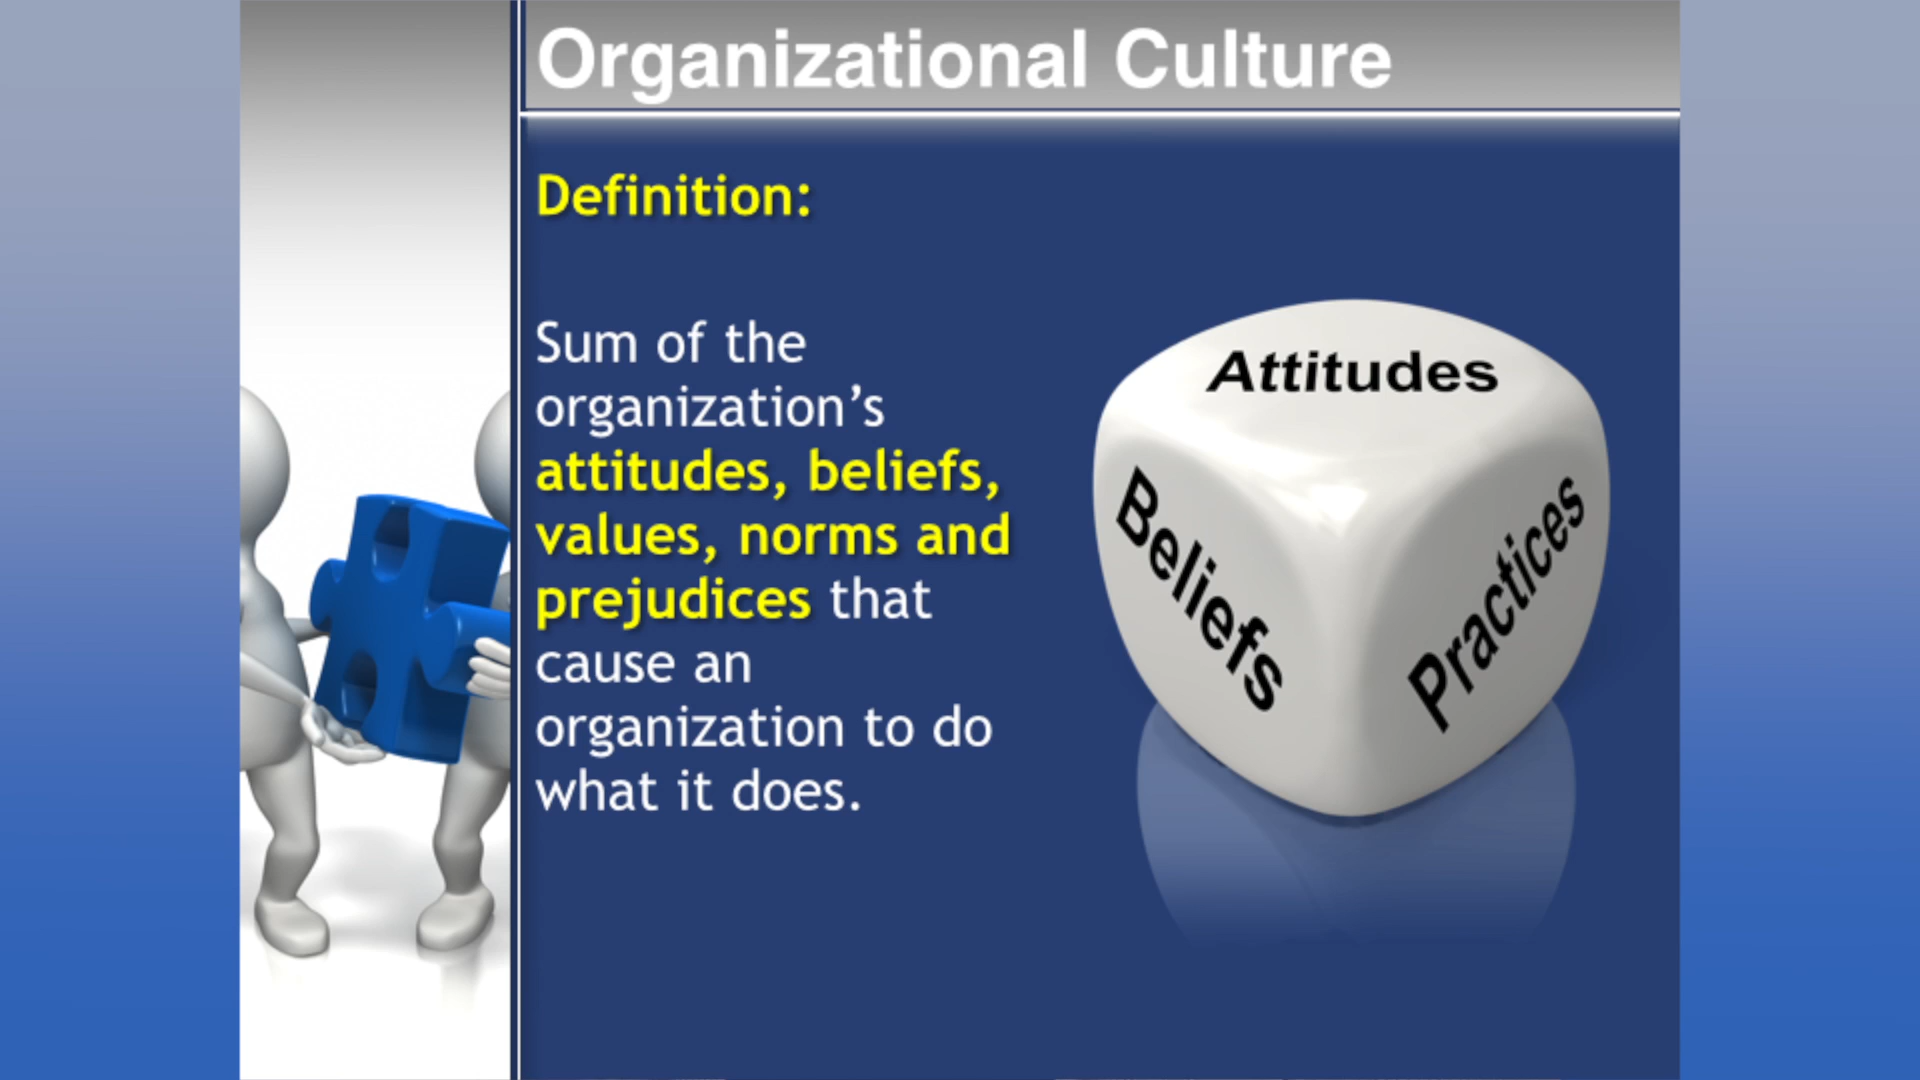 Organizational Culture
Definition:
Sum of the
organization’s
attitudes, beliefs,
values, norms and
prejudices that
cause an
organization to do
what it does.
Attitudes
Beliefs
Practices